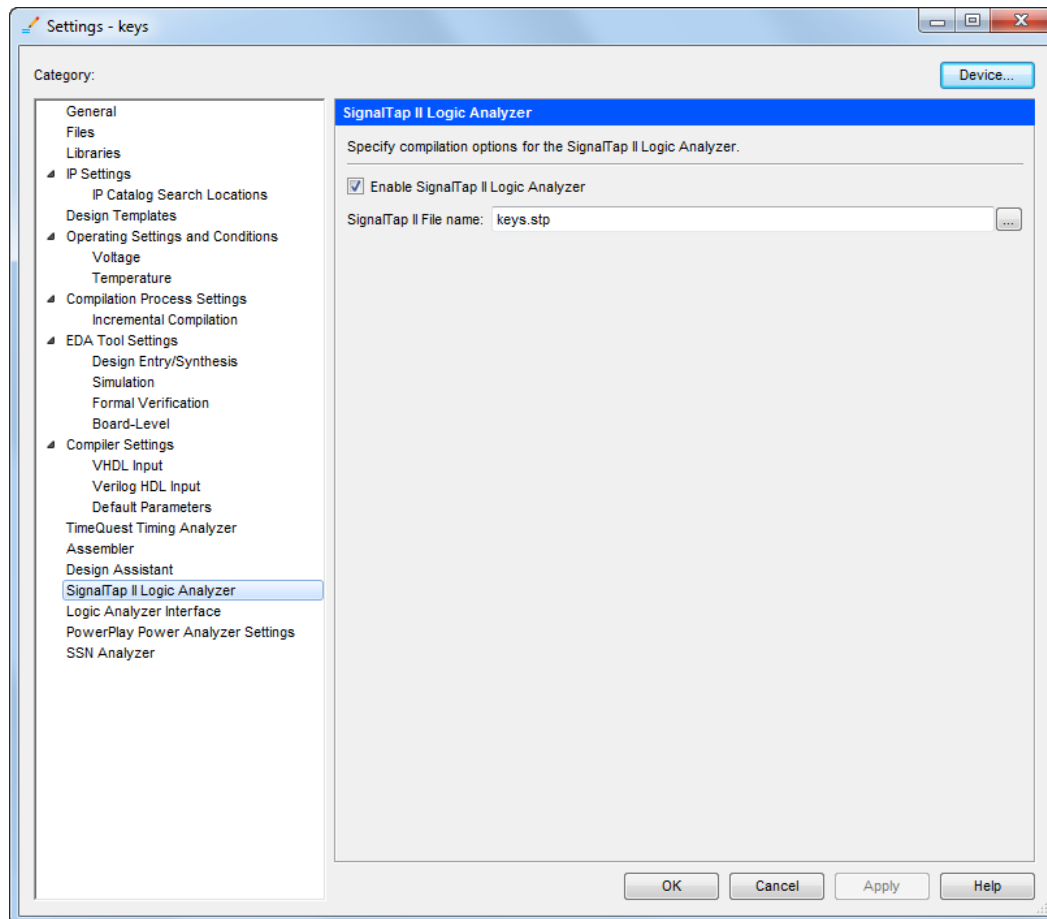 Settings - keys
Category:
Device...
General
Files
Libraries
IP Settings
IP Catalog Search Locations
Design Templates
Operating Settings and Conditions
Voltage
Temperature
Compilation Process Settings
Incremental Compilation
EDA Tool Settings
Design Entry/Synthesis
Simulation
Formal Verification
Board-Level
Compiler Settings
VHDL Input
Verilog HDL Input
Default Parameters
TimeQuest Timing Analyzer
Assembler
Design Assistant
SignalTap II Logic Analyzer
Logic Analyzer Interface
PowerPlay Power Analyzer Settings
SSN Analyzer
SignalTap II Logic Analyzer
Specify compilation options for the SignalTap II Logic Analyzer.
Enable SignalTap II Logic Analyzer
SignalTap II File name: keys.stp ...
OK Cancel Apply Help